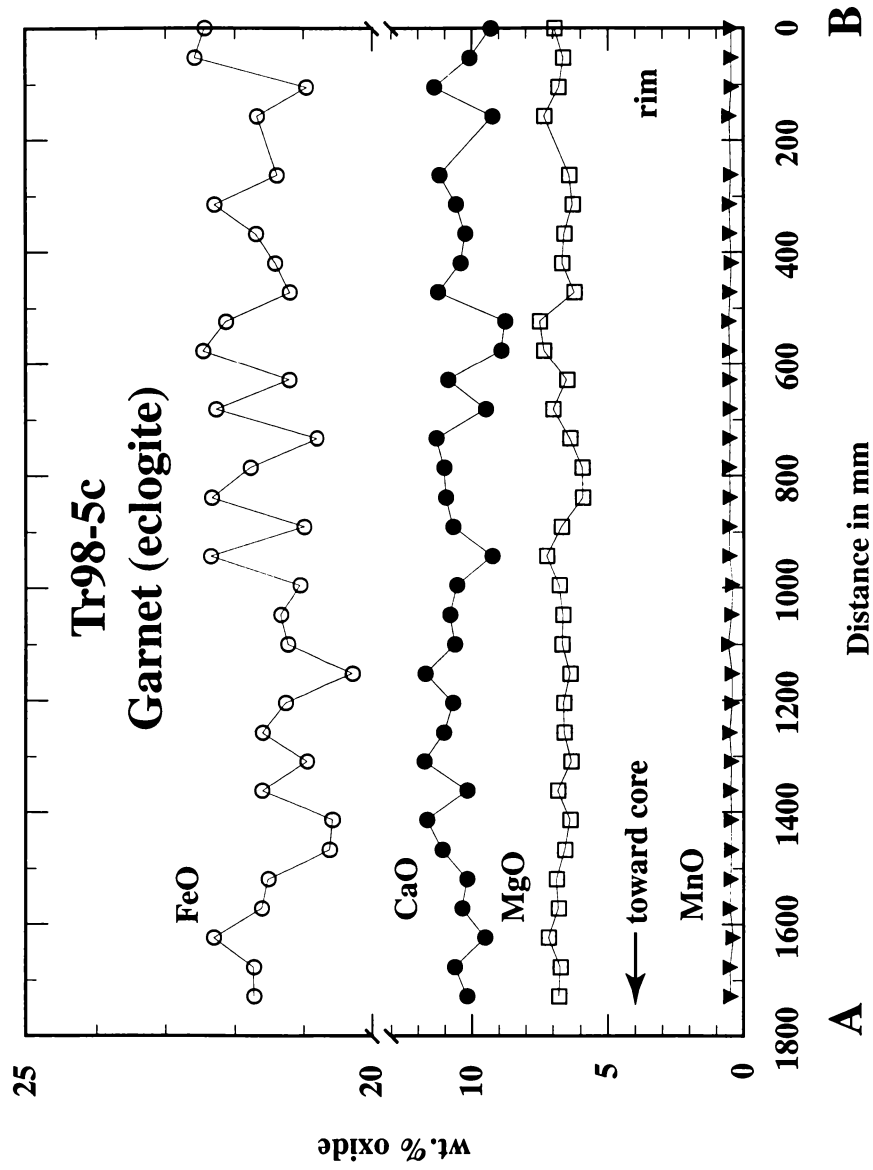 Tr98-5c
Garnet (eclogite)
25
20
10
5
0
wt.% oxide
FeO
CaO
MgO
toward core
rim
MnO
1800 1600 1400 1200 1000 800 600 400 200 0
A
Distance in mm
B